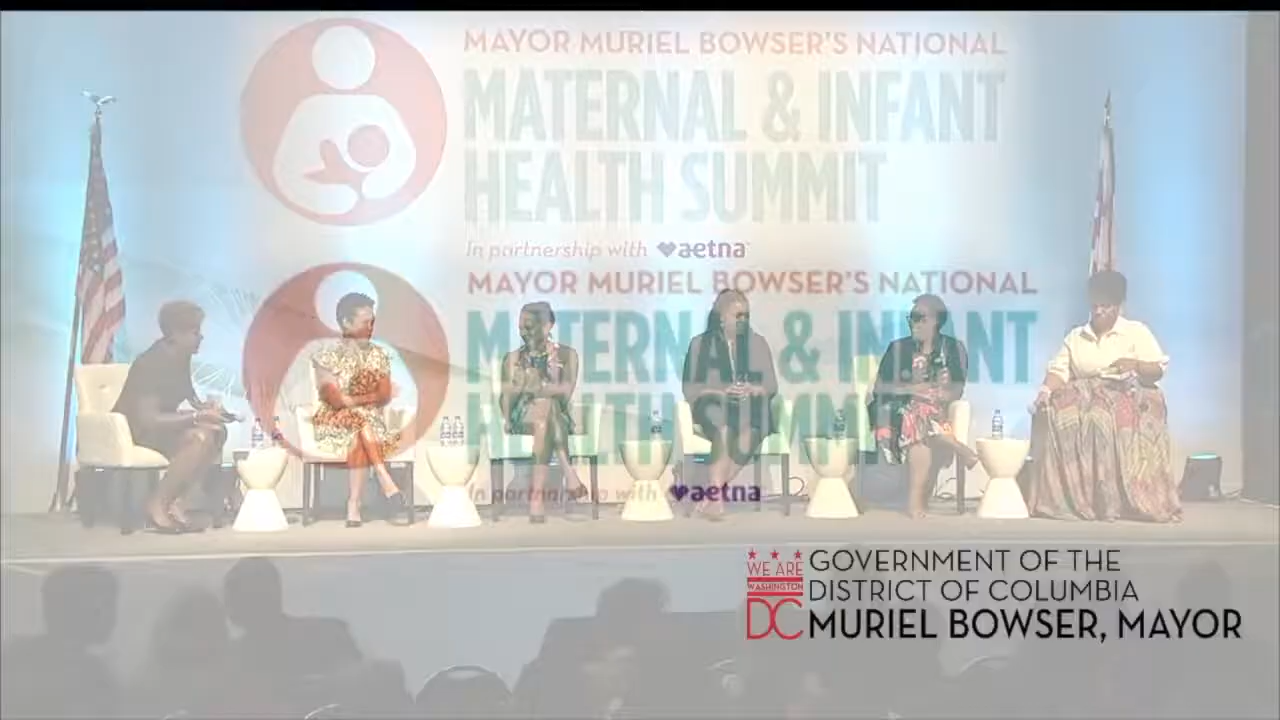 MAYOR MURIEL BOWSER'S NATIONAL
MATERNAL & INFANT
HEALTH SUMMIT
In partnership with aetna
MAYOR MURIEL BOWSER'S NATIONAL
MATERNAL & INFANT
HEALTH SUMMIT
In partnership with aetna
WE ARE
WASHINGTON
DC
GOVERNMENT OF THE
DISTRICT OF COLUMBIA
MURIEL BOWSER, MAYOR